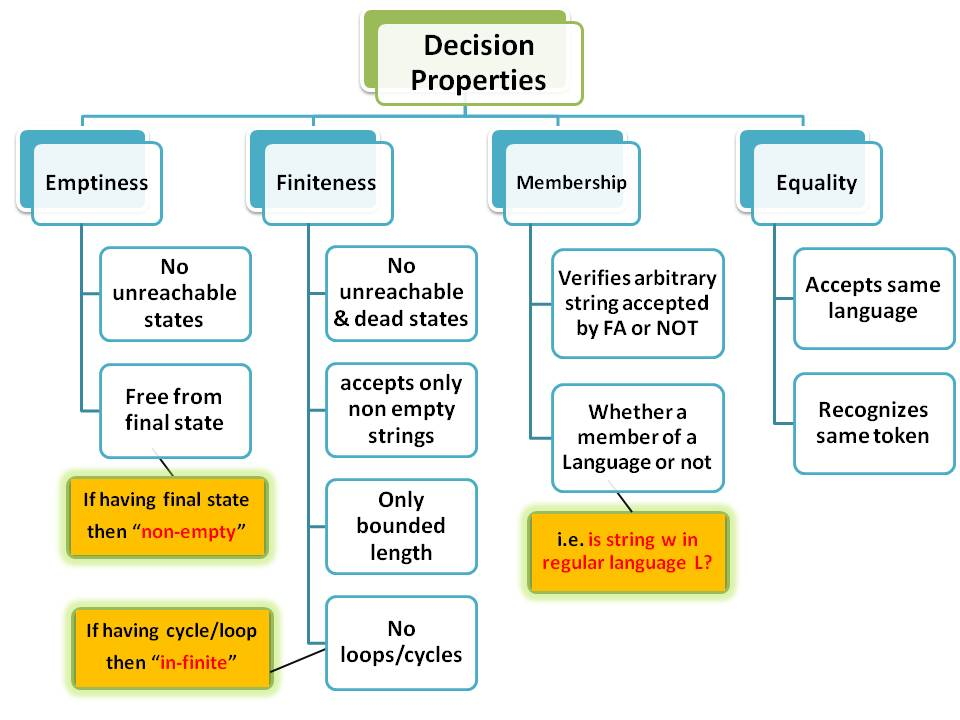 Decision
Properties
Emptiness
No
unreachable
states
Free from
final state
If having final state
then “non-empty”
Finiteness
No
unreachable
& dead states
accepts only
non empty
strings
Only
bounded
length
No
loops/cycles
If having cycle/loop
then “in-finite”
Membership
Verifies arbitrary
string accepted
by FA or NOT
Whether a
member of a
Language or not
i.e. is string w in
regular language L?
Equality
Accepts same
language
Recognizes
same token